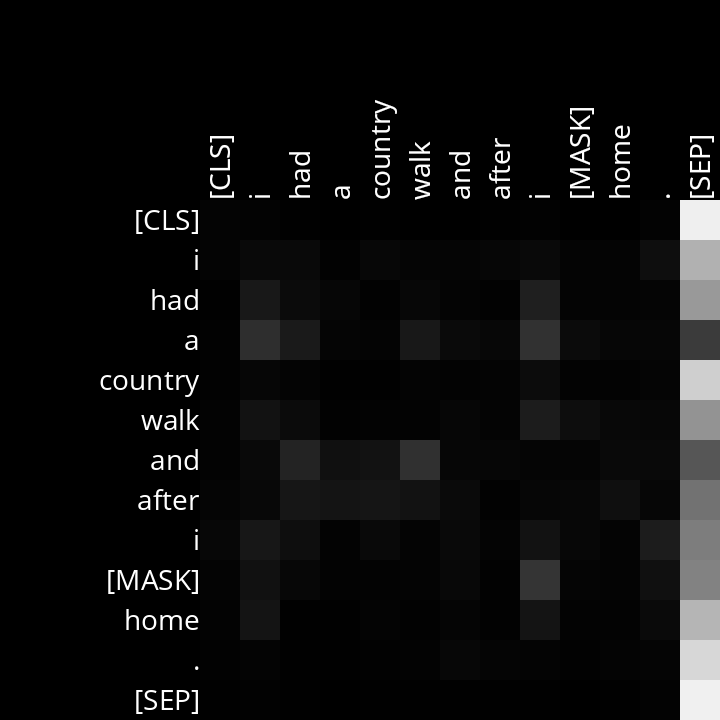 [CLS] i had a country walk and after i [MASK] home . [SEP]
[CLS]
i
had
a
country
walk
and
after
i
[MASK]
home
.
[SEP]